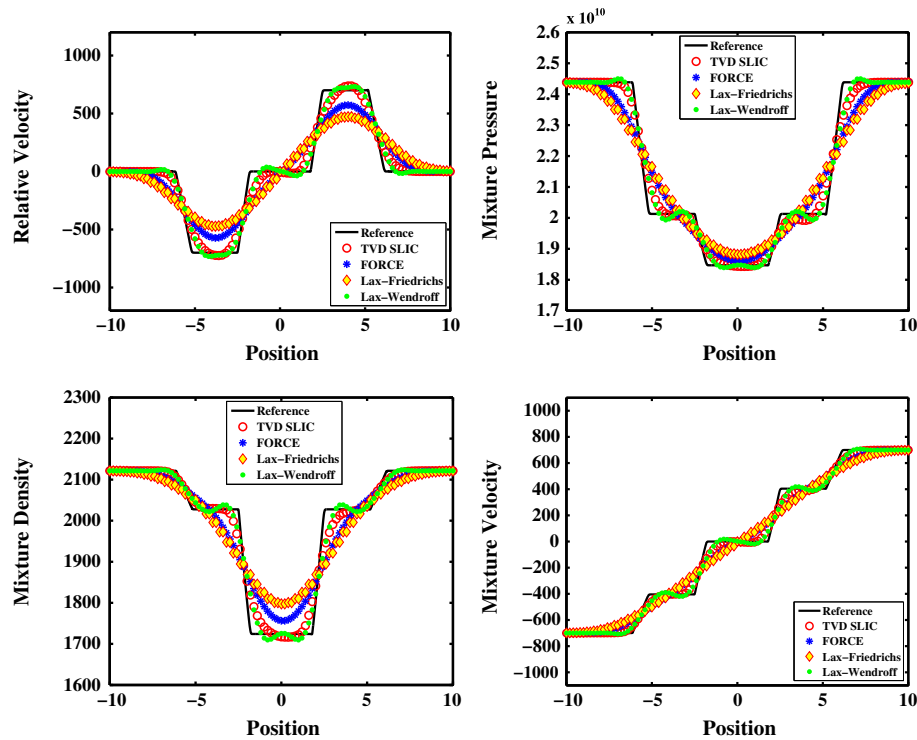 Relative Velocity
1000
500
0
−500
−1000
−10
−5
0
5
10
Position
Reference
TVD SLIC
FORCE
Lax−Friedrichs
Lax−Wendroff
x 10^10
Mixture Pressure
2.5
2.4
2.3
2.2
2.1
2
1.9
1.8
1.7
−10
−5
0
5
10
Position
Reference
TVD SLIC
FORCE
Lax−Friedrichs
Lax−Wendroff
Mixture Density
2300
2200
2100
2000
1900
1800
1700
1600
−10
−5
0
5
10
Position
Reference
TVD SLIC
FORCE
Lax−Friedrichs
Lax−Wendroff
Mixture Velocity
1000
800
600
400
200
0
−200
−400
−600
−800
−1000
−10
−5
0
5
10
Position
Reference
TVD SLIC
FORCE
Lax−Friedrichs
Lax−Wendroff